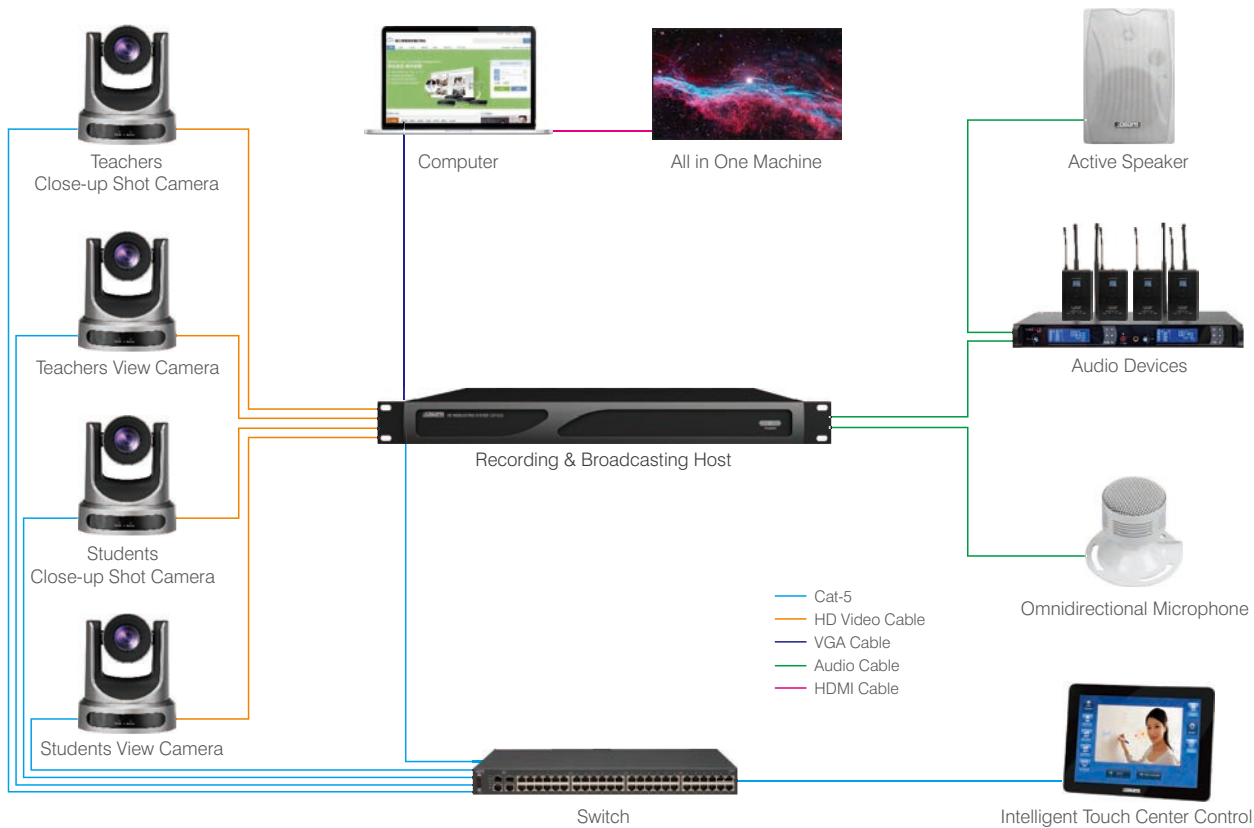 Teachers
Close-up Shot Camera
Computer
All in One Machine
Active Speaker
Teachers View Camera
Audio Devices
Recording & Broadcasting Host
Students
Close-up Shot Camera
Omnidirectional Microphone
Cat-5
HD Video Cable
VGA Cable
Audio Cable
HDMI Cable
Students View Camera
Switch
Intelligent Touch Center Control